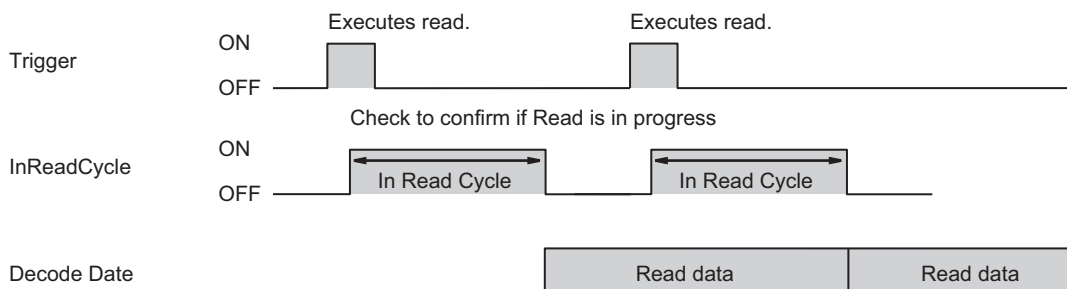 Executes read. Executes read.
ON
Trigger
OFF
Check to confirm if Read is in progress
ON
InReadCycle
In Read Cycle In Read Cycle
OFF
Decode Date Read data Read data